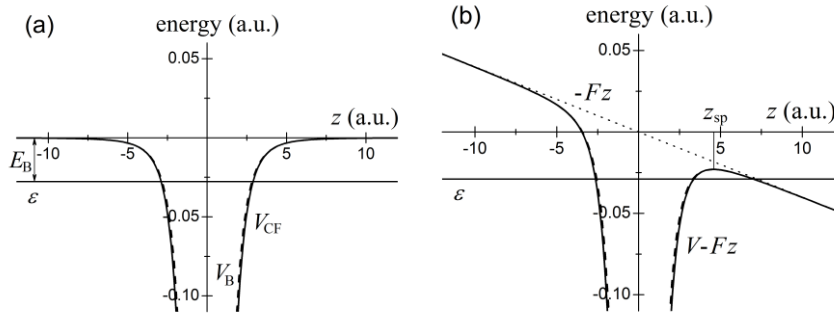 (a)
energy (a.u.)
0.05
z (a.u.)
-10
-5
5
10
E_B
ε
-0.05
V_CF
V_B
-0.10
(b)
energy (a.u.)
0.05
-Fz
z_sp
z (a.u.)
-10
-5
5
10
ε
-0.05
V-Fz
-0.10